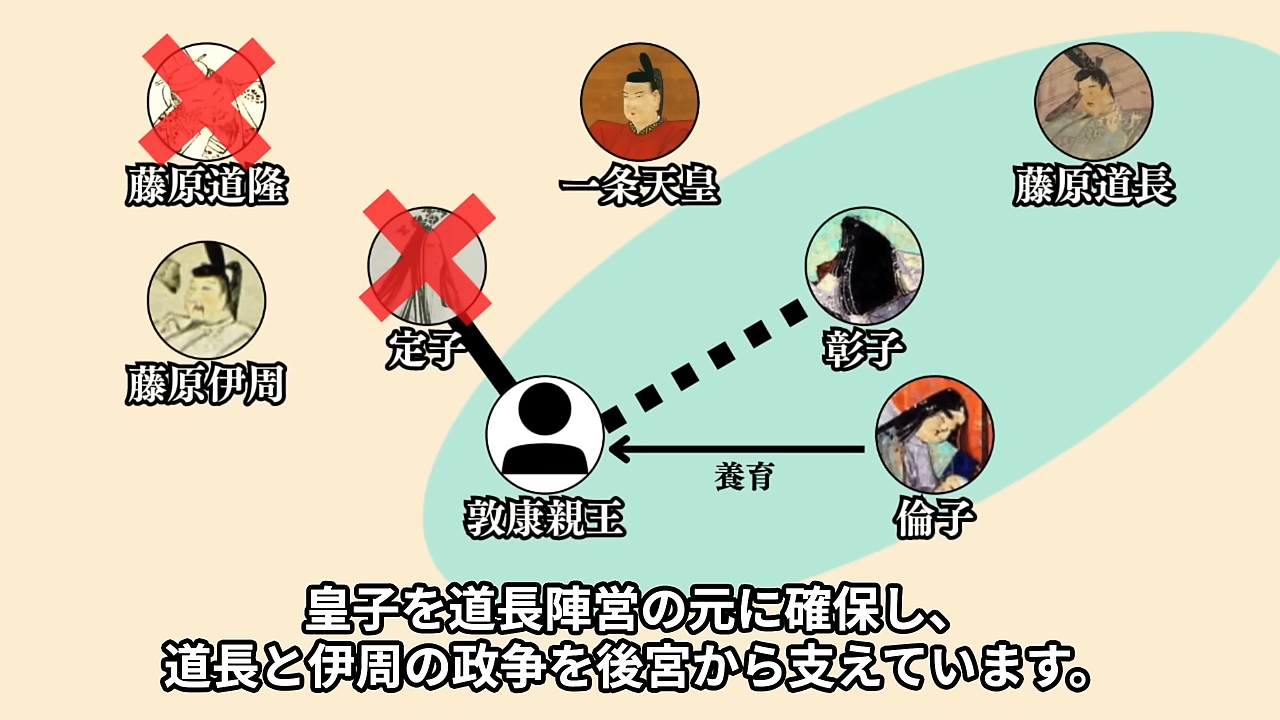 藤原道隆
一条天皇
藤原道長
定子
彰子
藤原伊周
養育
敦康親王
倫子
皇子を道長陣営の元に確保し、
道長と伊周の政争を後宮から支えています。